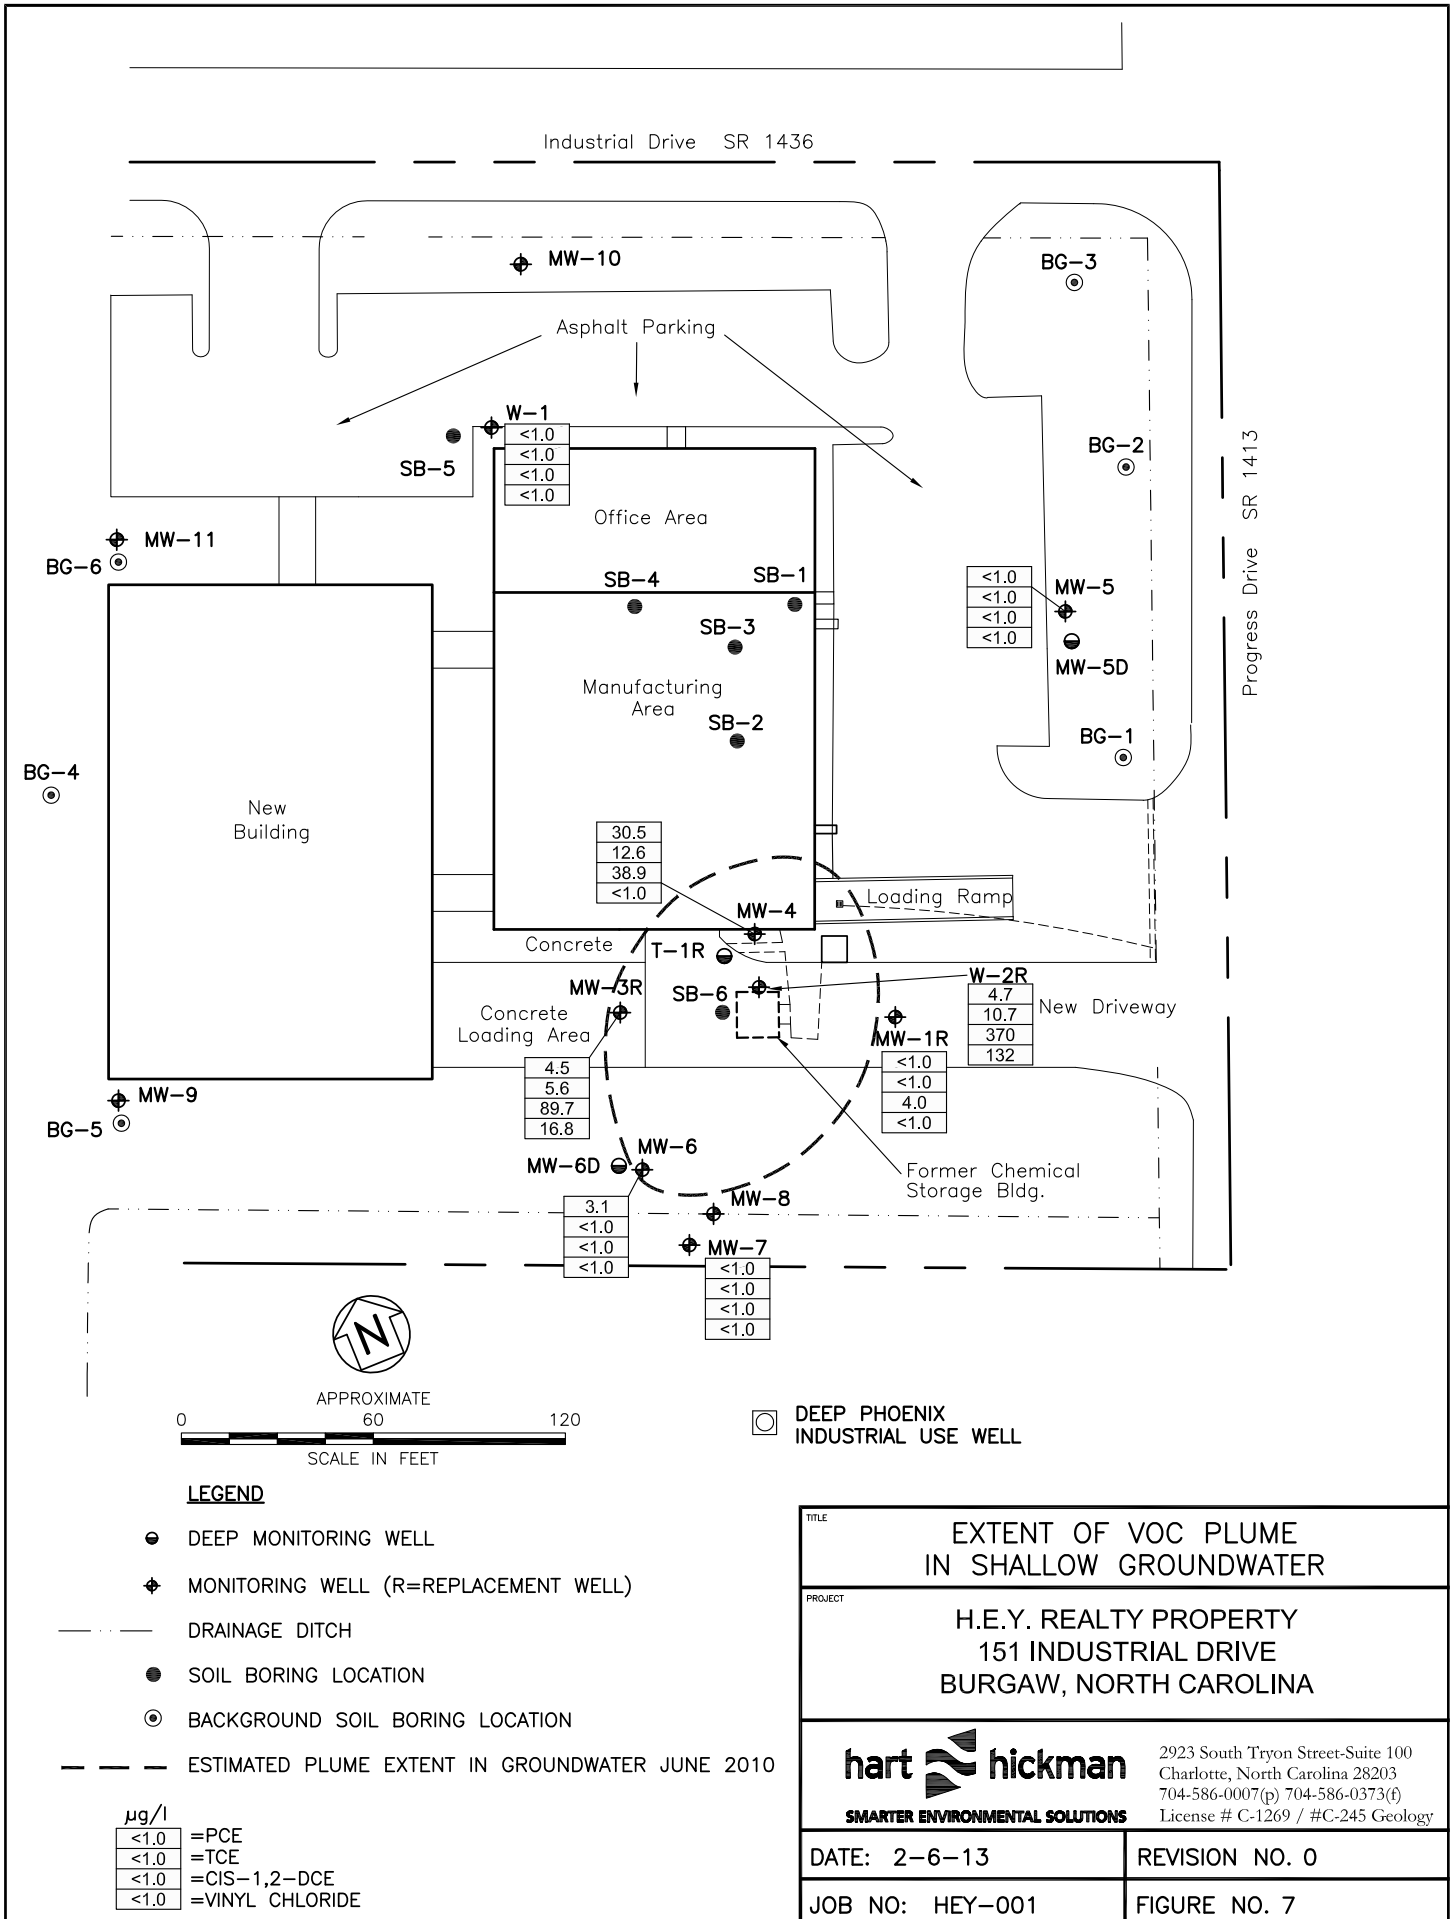 Industrial Drive SR 1436
MW-10
BG-3
Asphalt Parking
W-1
<1.0
<1.0
<1.0
<1.0
SB-5
BG-2
Progress Drive SR 1413
Office Area
MW-11
BG-6
SB-4
SB-1
<1.0
<1.0
<1.0
<1.0
MW-5
SB-3
MW-5D
Manufacturing
Area
SB-2
BG-1
BG-4
New
Building
30.5
12.6
38.9
<1.0
Loading Ramp
MW-4
Concrete
T-1R
W-2R
4.7
10.7
370
132
MW-3R
SB-6
New Driveway
Concrete
Loading Area
MW-1R
<1.0
<1.0
4.0
<1.0
4.5
5.6
89.7
16.8
MW-9
BG-5
MW-6
MW-6D
Former Chemical
Storage Bldg.
3.1
<1.0
<1.0
<1.0
MW-8
MW-7
<1.0
<1.0
<1.0
<1.0
N
APPROXIMATE
0 60 120
SCALE IN FEET
DEEP PHOENIX
INDUSTRIAL USE WELL
LEGEND
DEEP MONITORING WELL
MONITORING WELL (R=REPLACEMENT WELL)
DRAINAGE DITCH
SOIL BORING LOCATION
BACKGROUND SOIL BORING LOCATION
ESTIMATED PLUME EXTENT IN GROUNDWATER JUNE 2010
µg/l
<1.0 =PCE
<1.0 =TCE
<1.0 =CIS-1,2-DCE
<1.0 =VINYL CHLORIDE
TITLE
EXTENT OF VOC PLUME
IN SHALLOW GROUNDWATER
PROJECT
H.E.Y. REALTY PROPERTY
151 INDUSTRIAL DRIVE
BURGAW, NORTH CAROLINA
hart hickman
SMARTER ENVIRONMENTAL SOLUTIONS
2923 South Tryon Street-Suite 100
Charlotte, North Carolina 28203
704-586-0007(p) 704-586-0373(f)
License # C-1269 / #C-245 Geology
DATE: 2-6-13
REVISION NO. 0
JOB NO: HEY-001
FIGURE NO. 7